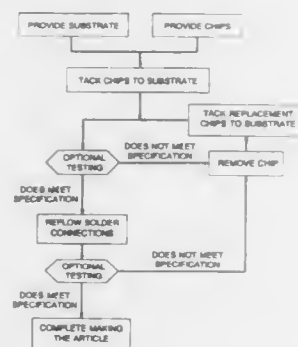 PROVIDE SUBSTRATE
PROVIDE CHIPS
TACK CHIPS TO SUBSTRATE
TACK REPLACEMENT
CHIPS TO SUBSTRATE
OPTIONAL
TESTING
DOES NOT MEET
SPECIFICATION
REMOVE CHIP
DOES MEET
SPECIFICATION
REFLOW SOLDER
CONNECTIONS
OPTIONAL
TESTING
DOES NOT MEET
SPECIFICATION
DOES MEET
SPECIFICATION
COMPLETE MAKING
THE ARTICLE